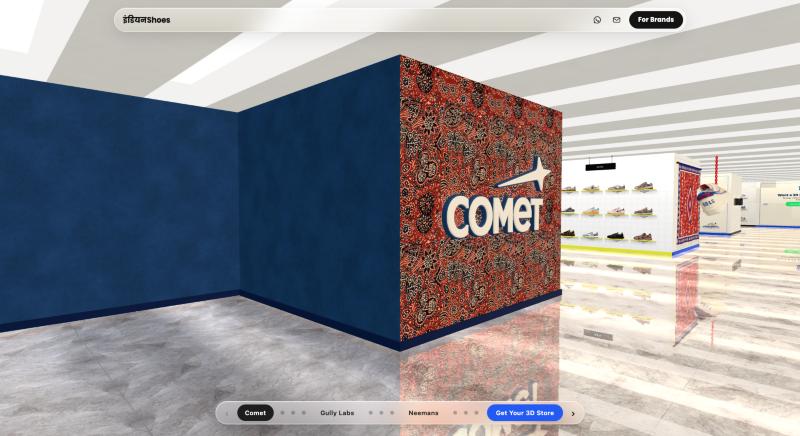 इंडियनShoes
For Brands
COMET
Comet
Gully Labs
Neemans
Get Your 3D Store